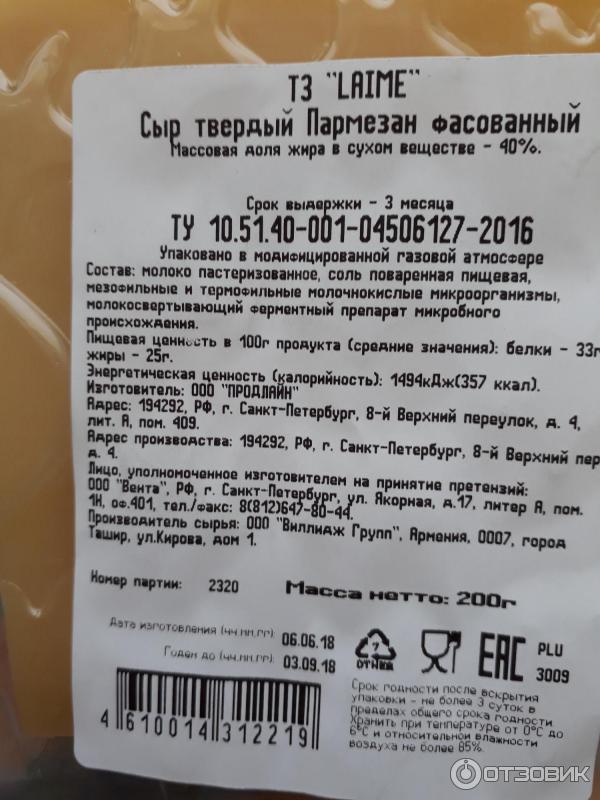 ТЗ "LAIME"
Сыр твердый Пармезан фасованный
Массовая доля жира в сухом веществе - 40%.
Срок выдержки - 3 месяца
ТУ 10.51.40-001-04506127-2016
Упаковано в модифицированной газовой атмосфере
Состав: молоко пастеризованное, соль поваренная пищевая,
мезофильные и термофильные молочнокислые микроорганизмы,
молокосвертывающий ферментный препарат микробного
происхождения.
Пищевая ценность в 100г продукта (средние значения): белки - 33г
жиры - 25г.
Энергетическая ценность (калорийность): 1494кДж(357 ккал).
Изготовитель: ООО "ПРОДЛАЙН"
Адрес: 194292, РФ, г. Санкт-Петербург, 8-й Верхний переулок, д. 4,
лит. А, пом. 409.
Адрес производства: 194292, РФ, г. Санкт-Петербург, 8-й Верхний пер
д. 4.
Лицо, уполномоченное изготовителем на принятие претензий:
ООО "Вента", РФ, г. Санкт-Петербург, ул. Якорная, д.17, литер А, пом.
1Н, оф.401, тел./факс: 8(812)647-80-44.
Производитель сырья: ООО "Виллидж Групп", Армения, 0007, город
Ташир, ул.Кирова, дом 1.
Номер партии: 2320 Масса нетто: 200г
Дата изготовления (чч.мм.гг): 06.06.18
Годен до (чч.мм.гг): 03.09.18
7
ЕАС
PLU
3009
Срок годности после вскрытия
упаковки - не более 3 суток в
пределах общего срока годности.
Хранить при температуре от 0°С до
6°С и относительной влажности
воздуха не более 85%.
4 610014 312219
ОТЗОВИК